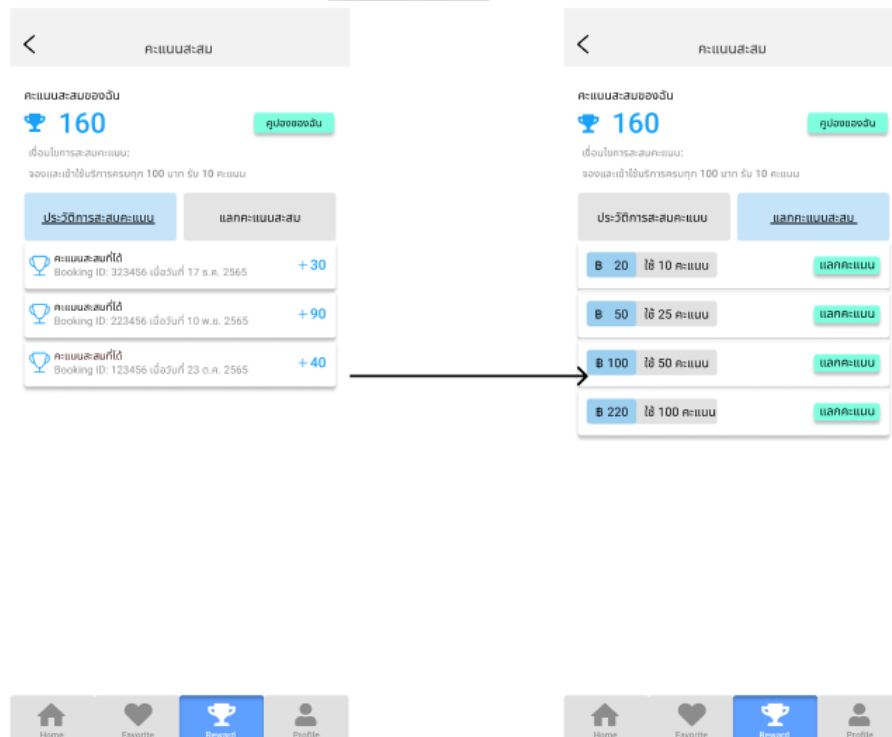 คะแนนสะสม
คะแนนสะสมของฉัน
160
คูปองของฉัน
เงื่อนไขการสะสมคะแนน:
จองและเข้าใช้บริการครบทุก 100 บาท รับ 10 คะแนน
ประวัติการสะสมคะแนน
แลกคะแนนสะสม
คะแนนสะสมที่ได้
Booking ID: 323456 เมื่อวันที่ 17 ธ.ค. 2565
+30
คะแนนสะสมที่ได้
Booking ID: 223456 เมื่อวันที่ 10 พ.ย. 2565
+90
คะแนนสะสมที่ได้
Booking ID: 123456 เมื่อวันที่ 23 ต.ค. 2565
+40
Home
Favorite
Reward
Profile
คะแนนสะสม
คะแนนสะสมของฉัน
160
คูปองของฉัน
เงื่อนไขการสะสมคะแนน:
จองและเข้าใช้บริการครบทุก 100 บาท รับ 10 คะแนน
ประวัติการสะสมคะแนน
แลกคะแนนสะสม
฿ 20 ใช้ 10 คะแนน
แลกคะแนน
฿ 50 ใช้ 25 คะแนน
แลกคะแนน
฿ 100 ใช้ 50 คะแนน
แลกคะแนน
฿ 220 ใช้ 100 คะแนน
แลกคะแนน
Home
Favorite
Reward
Profile